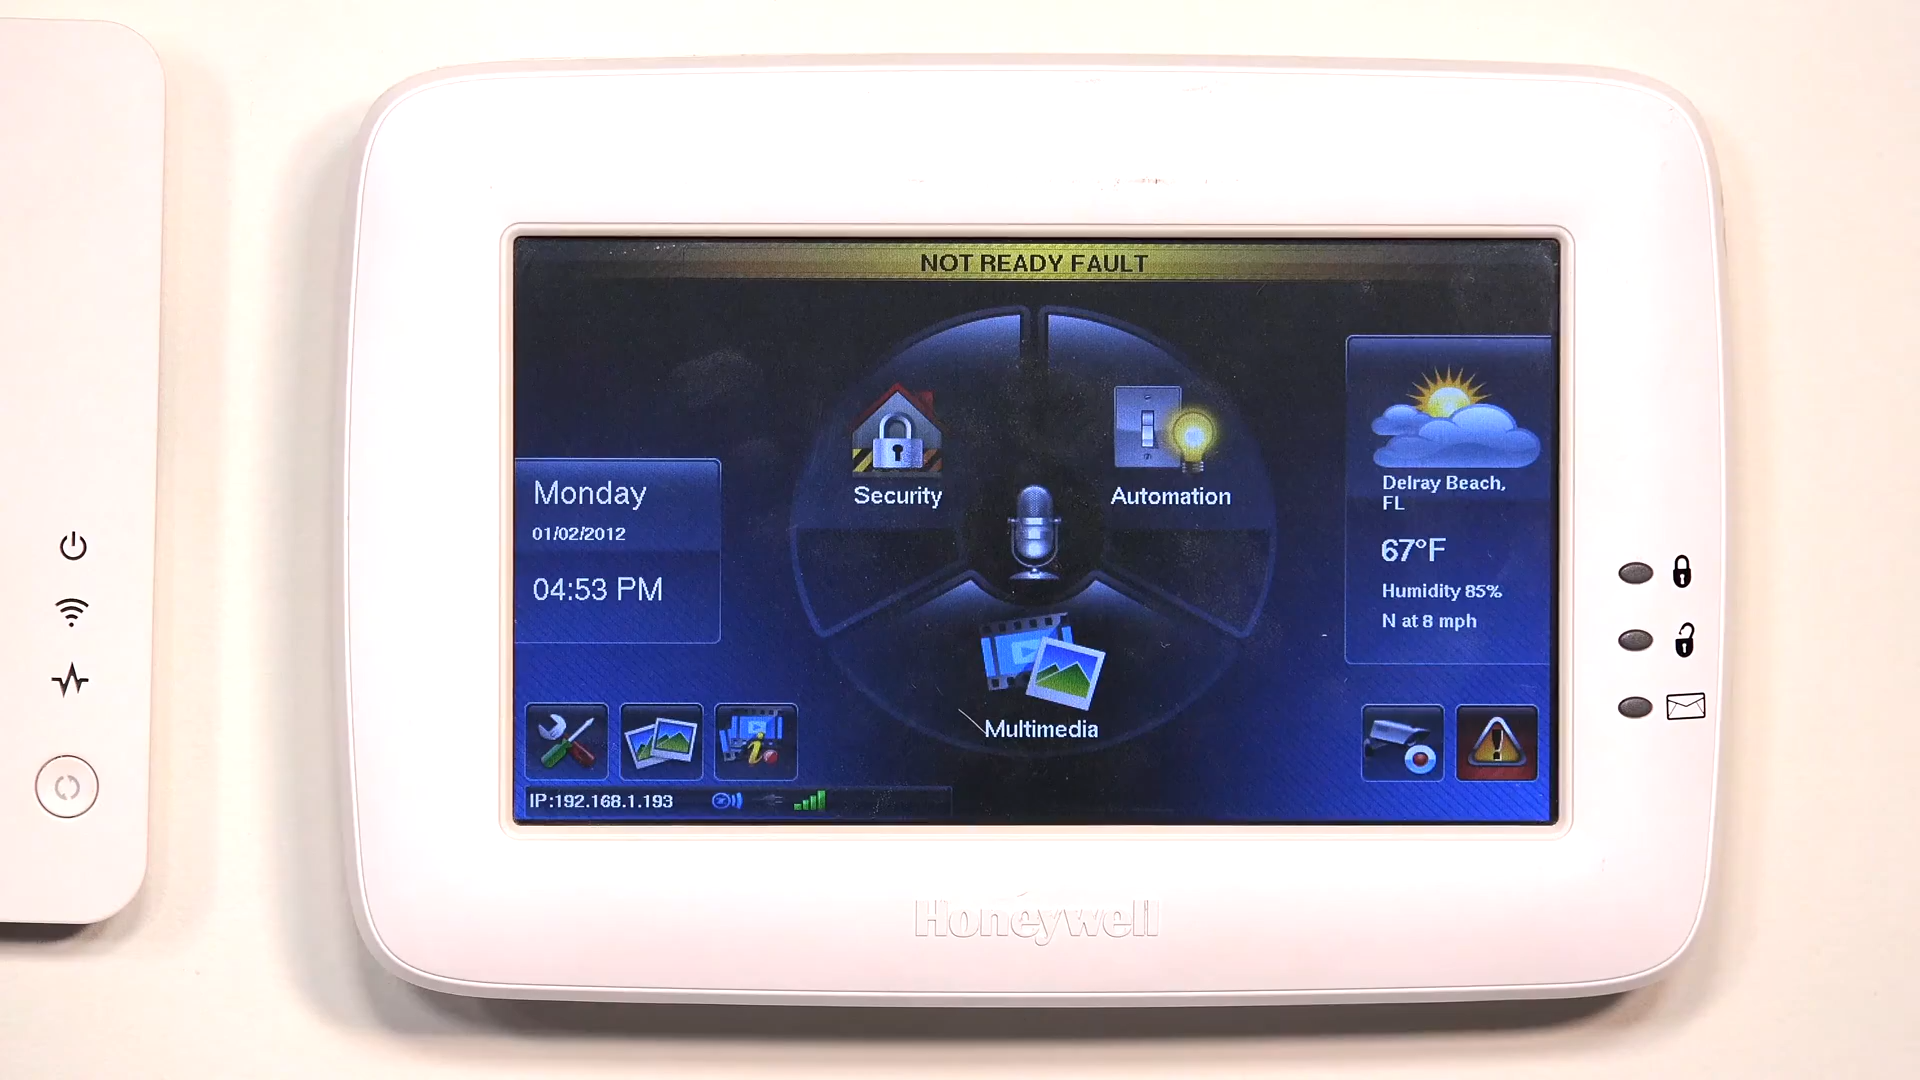 NOT READY FAULT
Security
Automation
Monday
01/02/2012
04:53 PM
Delray Beach,
FL
67°F
Humidity 85%
N at 8 mph
Multimedia
IP:192.168.1.193
Honeywell